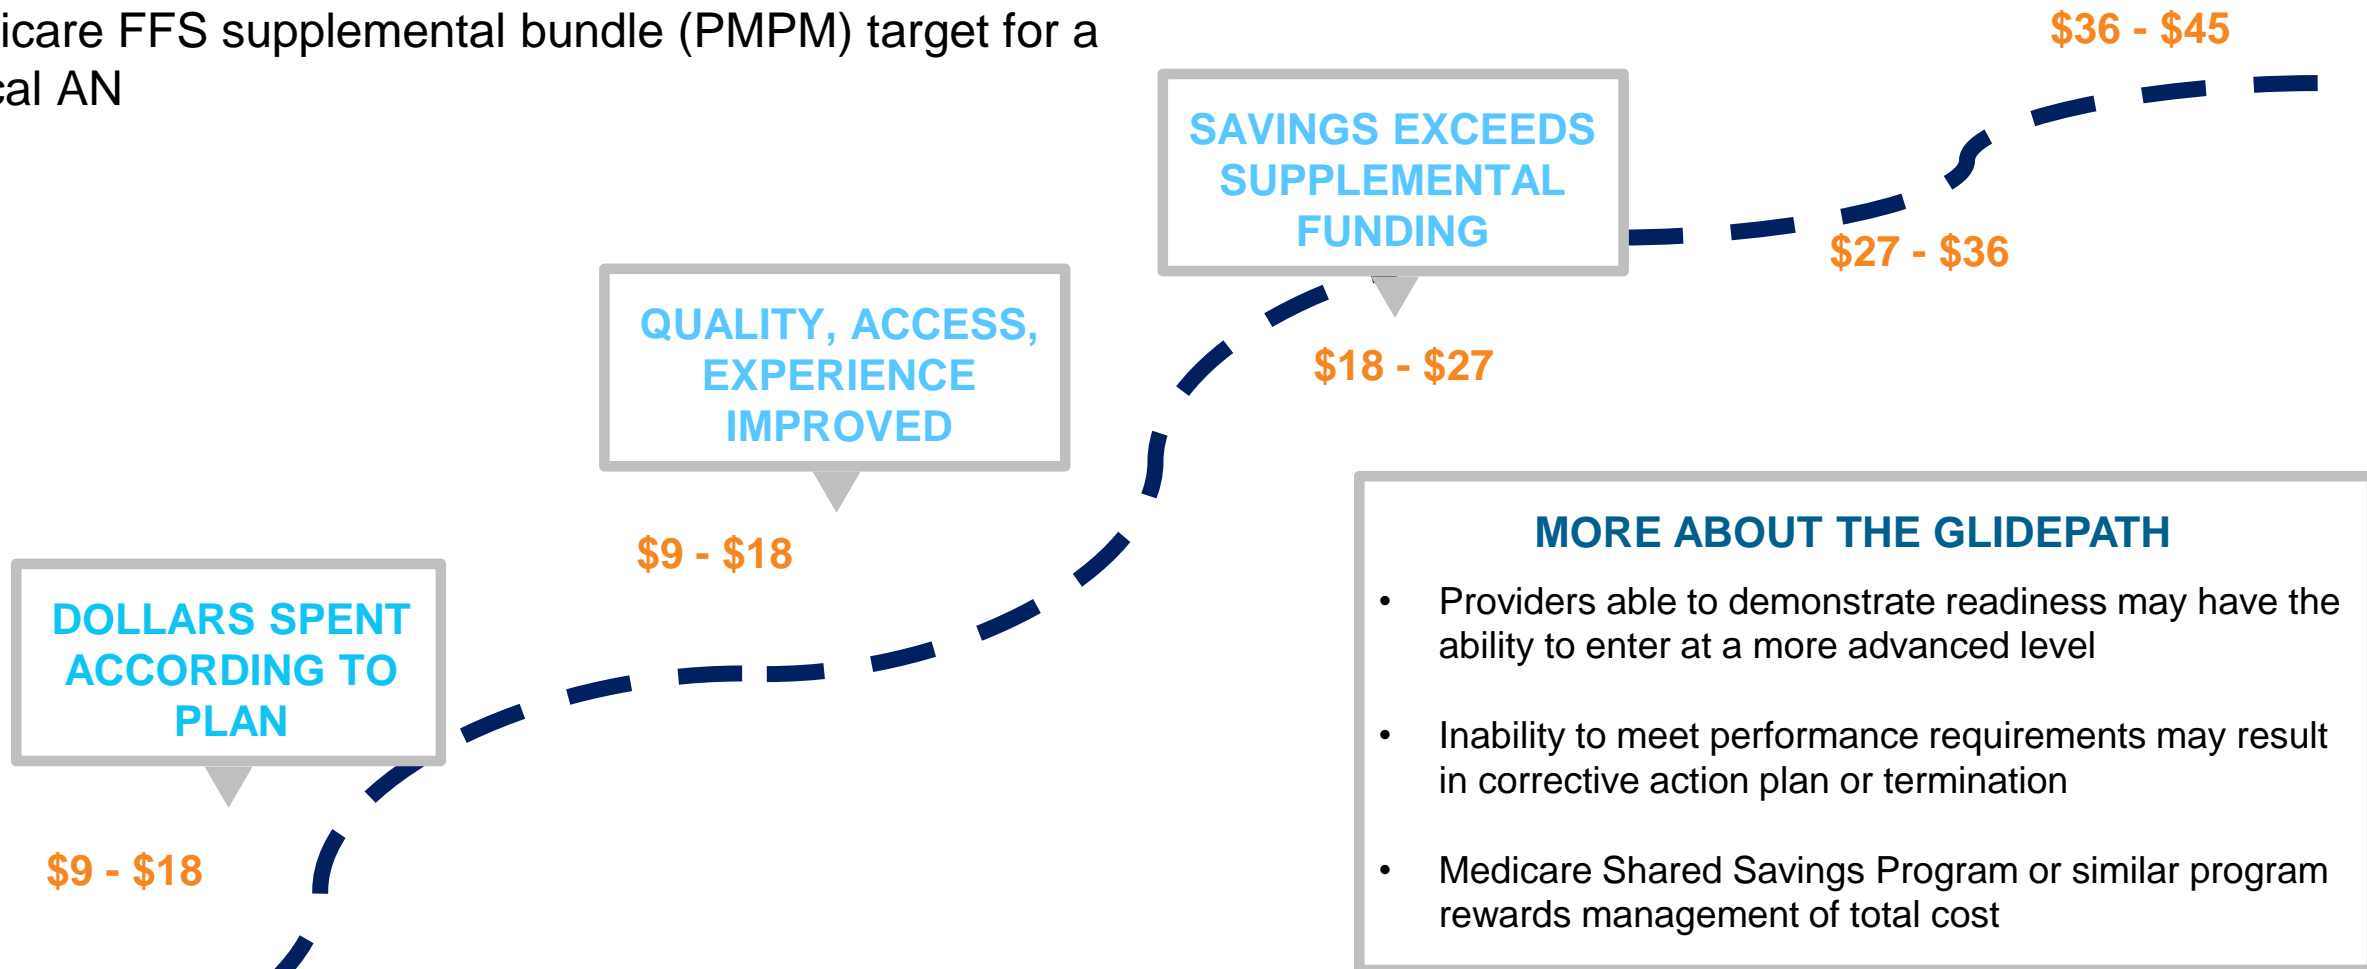 icare FFS supplemental bundle (PMPM) target for a
cal AN
$36 - $45
SAVINGS EXCEEDS
SUPPLEMENTAL
FUNDING
$27 - $36
QUALITY, ACCESS,
EXPERIENCE
IMPROVED
$18 - $27
$9 - $18
DOLLARS SPENT
ACCORDING TO
PLAN
$9 - $18
MORE ABOUT THE GLIDEPATH
• Providers able to demonstrate readiness may have the
ability to enter at a more advanced level
• Inability to meet performance requirements may result
in corrective action plan or termination
• Medicare Shared Savings Program or similar program
rewards management of total cost